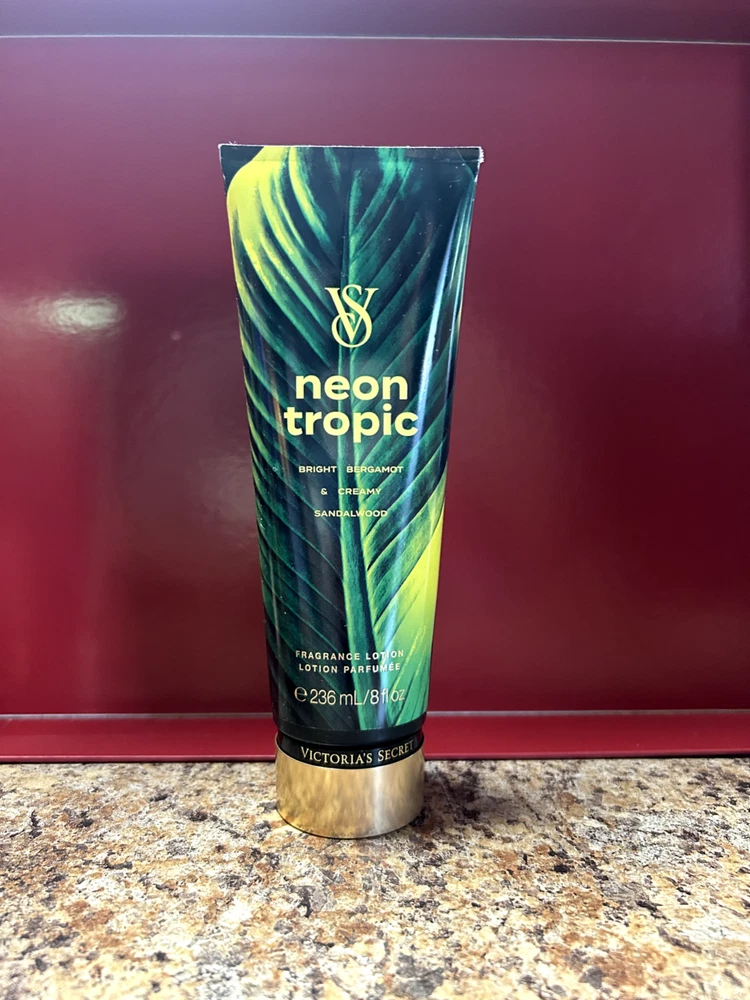 VS
neon
tropic
BRIGHT BERGAMOT
& CREAMY
SANDALWOOD
FRAGRANCE LOTION
LOTION PARFUMÉE
℮ 236 mL/8 fl oz
VICTORIA'S SECRET